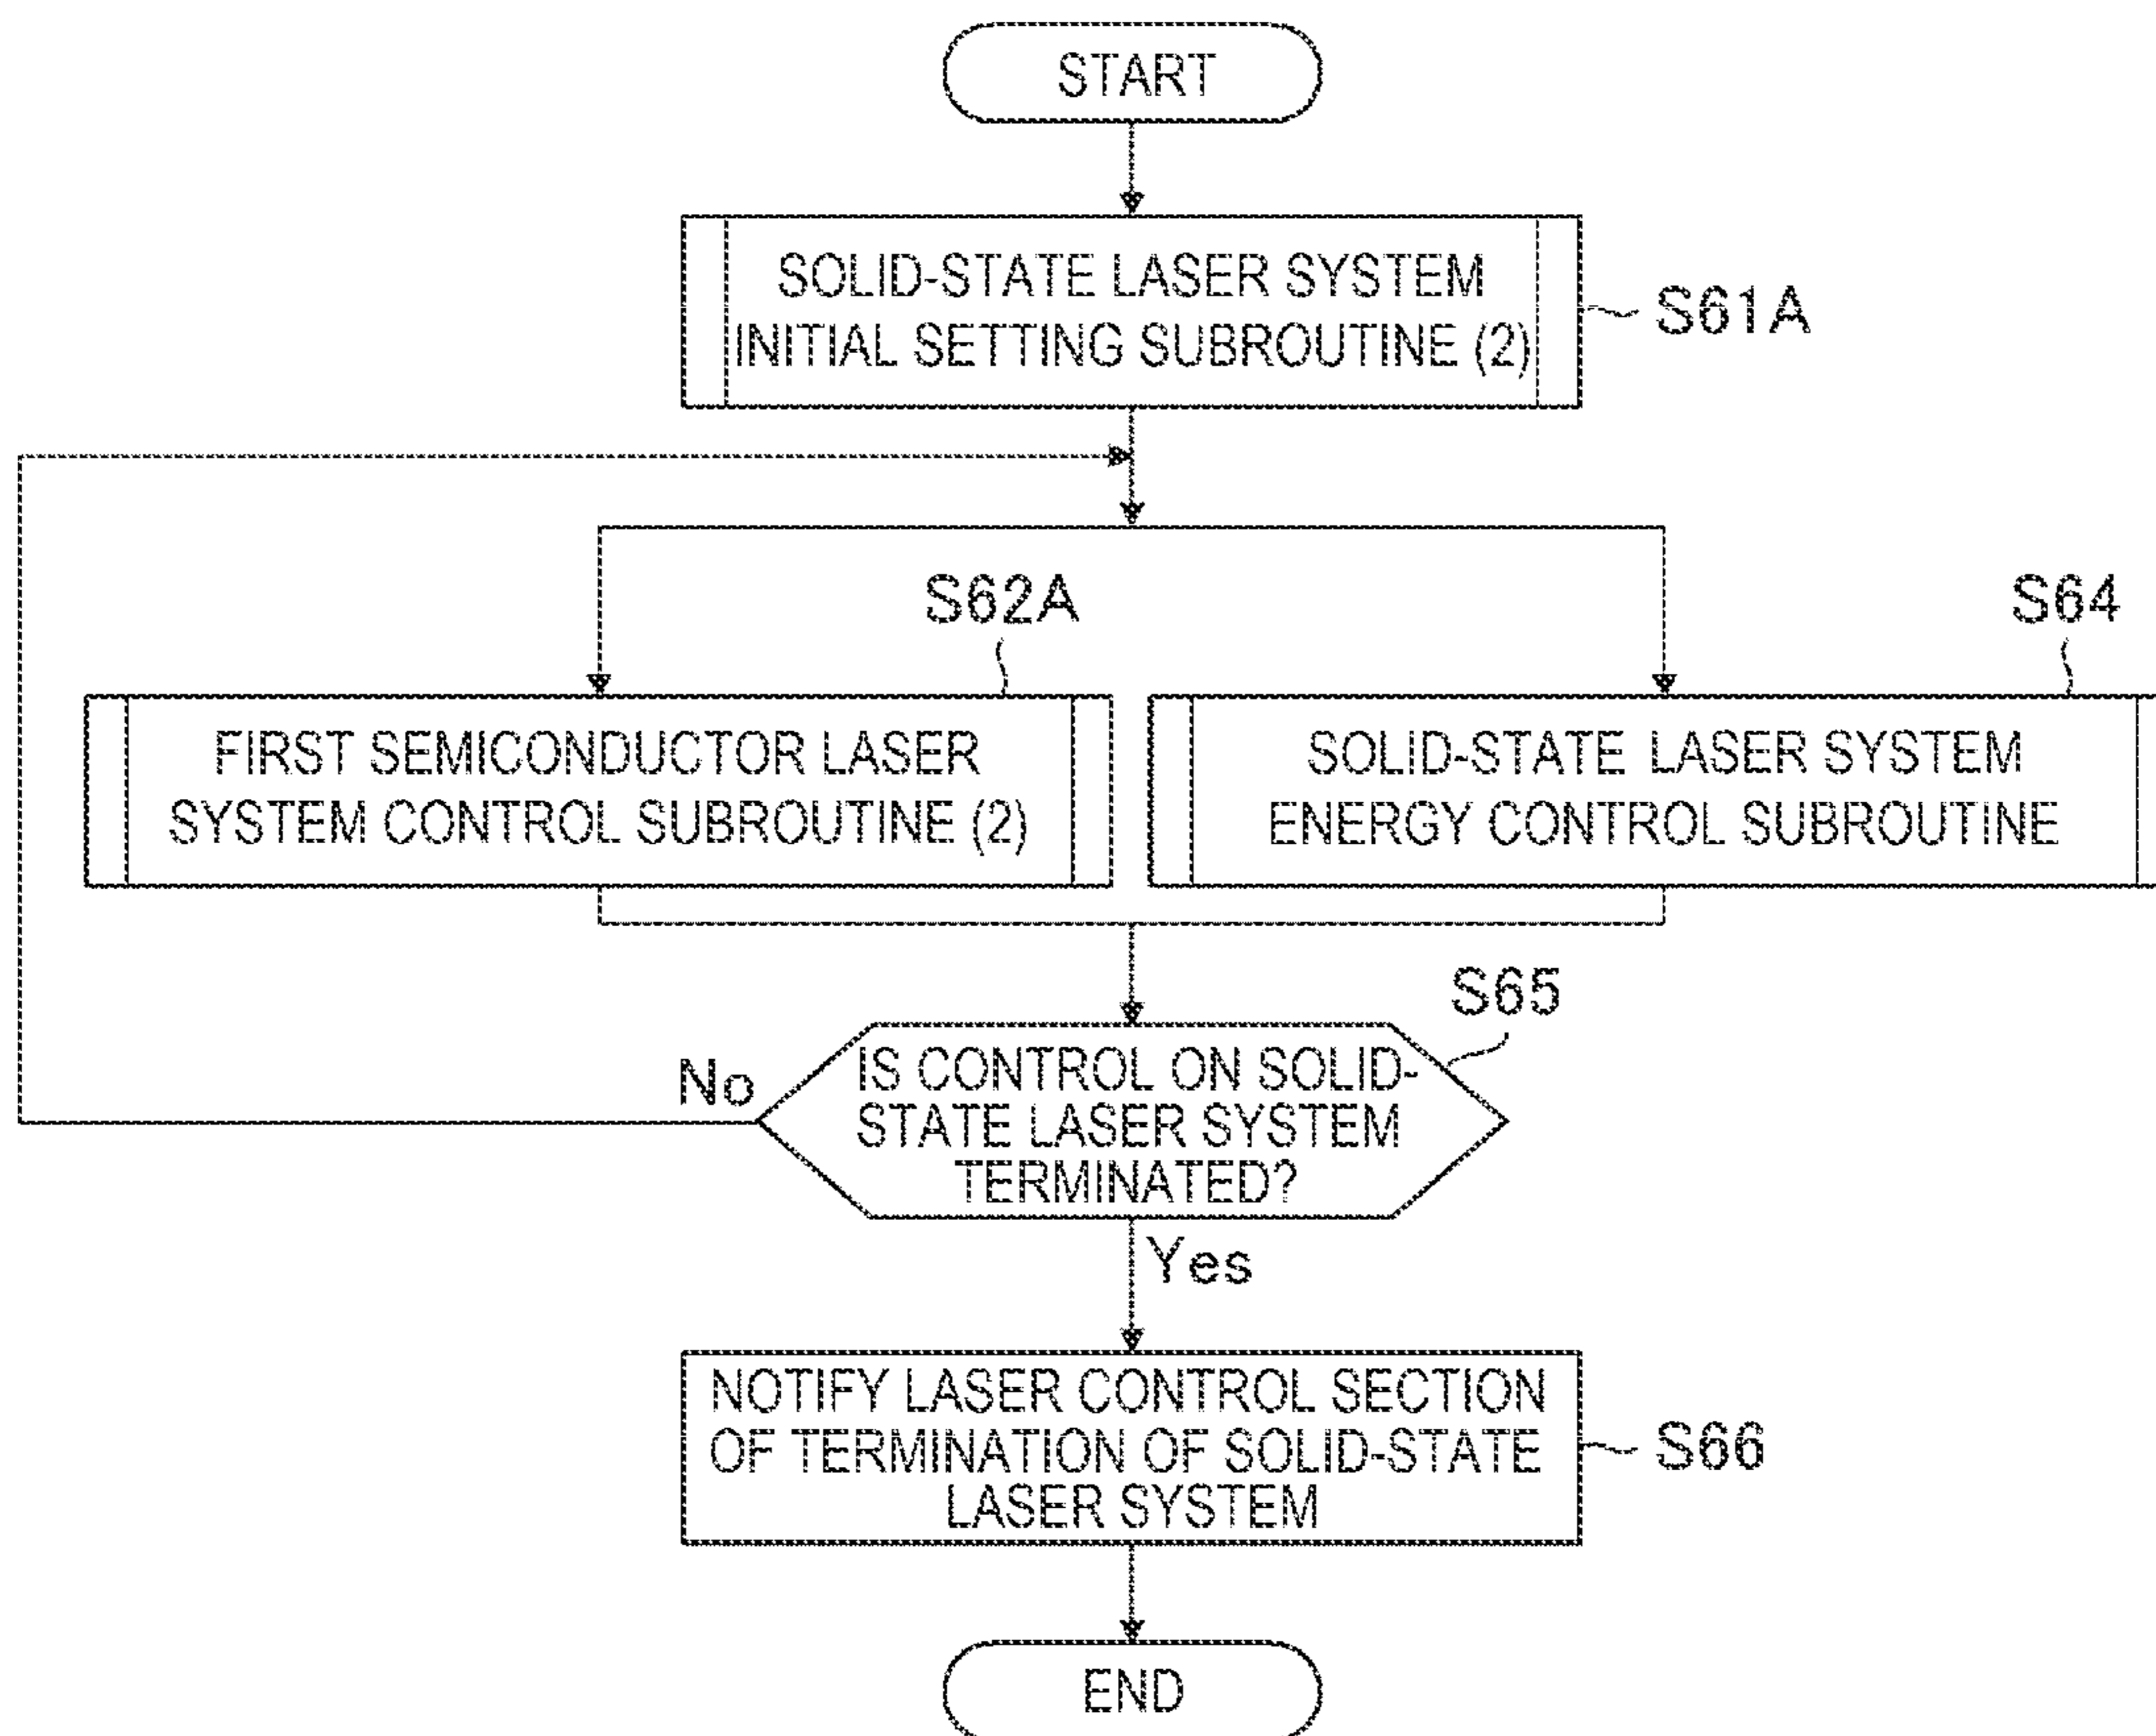 START
SOLID-STATE LASER SYSTEM
INITIAL SETTING SUBROUTINE (2)
S61A
S62A
S64
FIRST SEMICONDUCTOR LASER
SYSTEM CONTROL SUBROUTINE (2)
SOLID-STATE LASER SYSTEM
ENERGY CONTROL SUBROUTINE
S65
No
IS CONTROL ON SOLID-
STATE LASER SYSTEM
TERMINATED?
Yes
NOTIFY LASER CONTROL SECTION
OF TERMINATION OF SOLID-STATE
LASER SYSTEM
S66
END